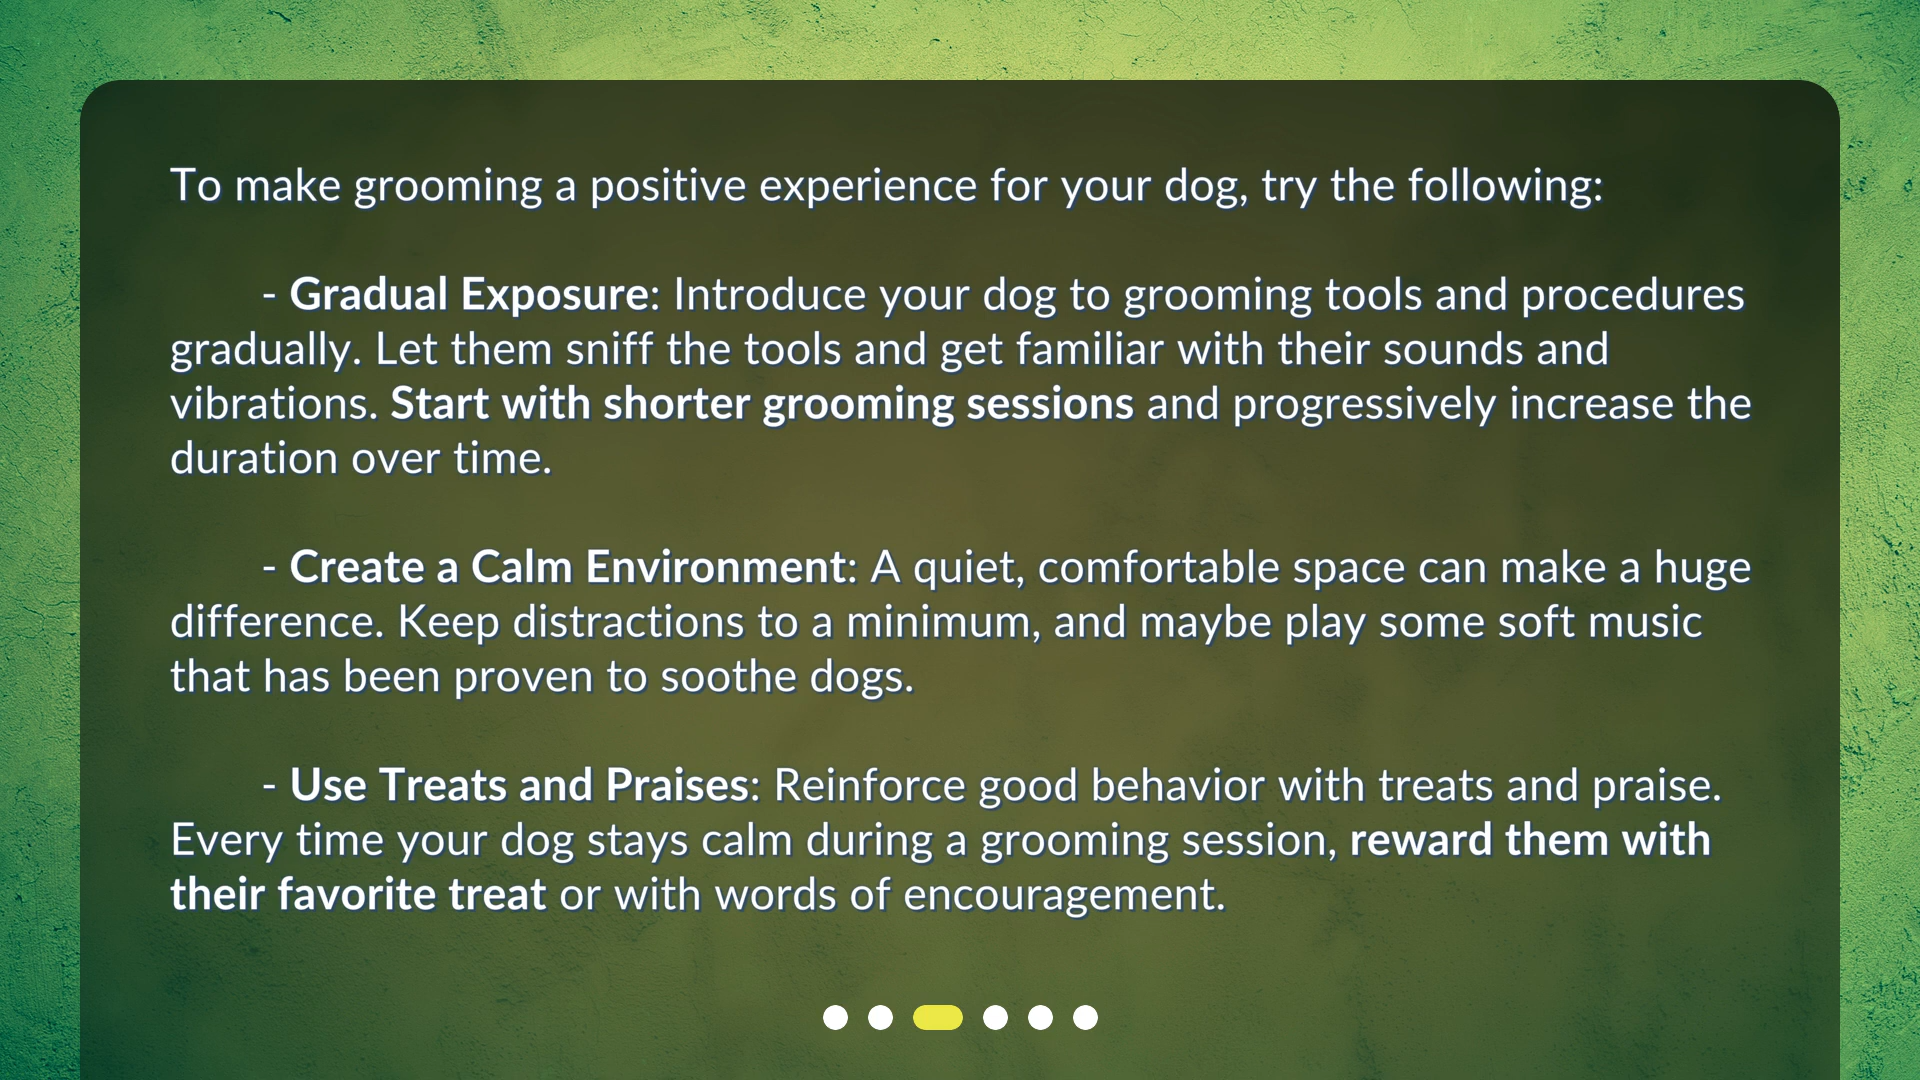 To make grooming a positive experience for your dog, try the following:
- Gradual Exposure: Introduce your dog to grooming tools and procedures
gradually. Let them sniff the tools and get familiar with their sounds and
vibrations. Start with shorter grooming sessions and progressively increase the
duration over time.
- Create a Calm Environment: A quiet, comfortable space can make a huge
difference. Keep distractions to a minimum, and maybe play some soft music
that has been proven to soothe dogs.
- Use Treats and Praises: Reinforce good behavior with treats and praise.
Every time your dog stays calm during a grooming session, reward them with
their favorite treat or with words of encouragement.